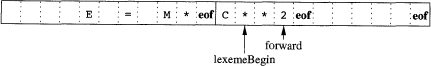 E = M * eof C * * 2 eof eof
forward
lexemeBegin